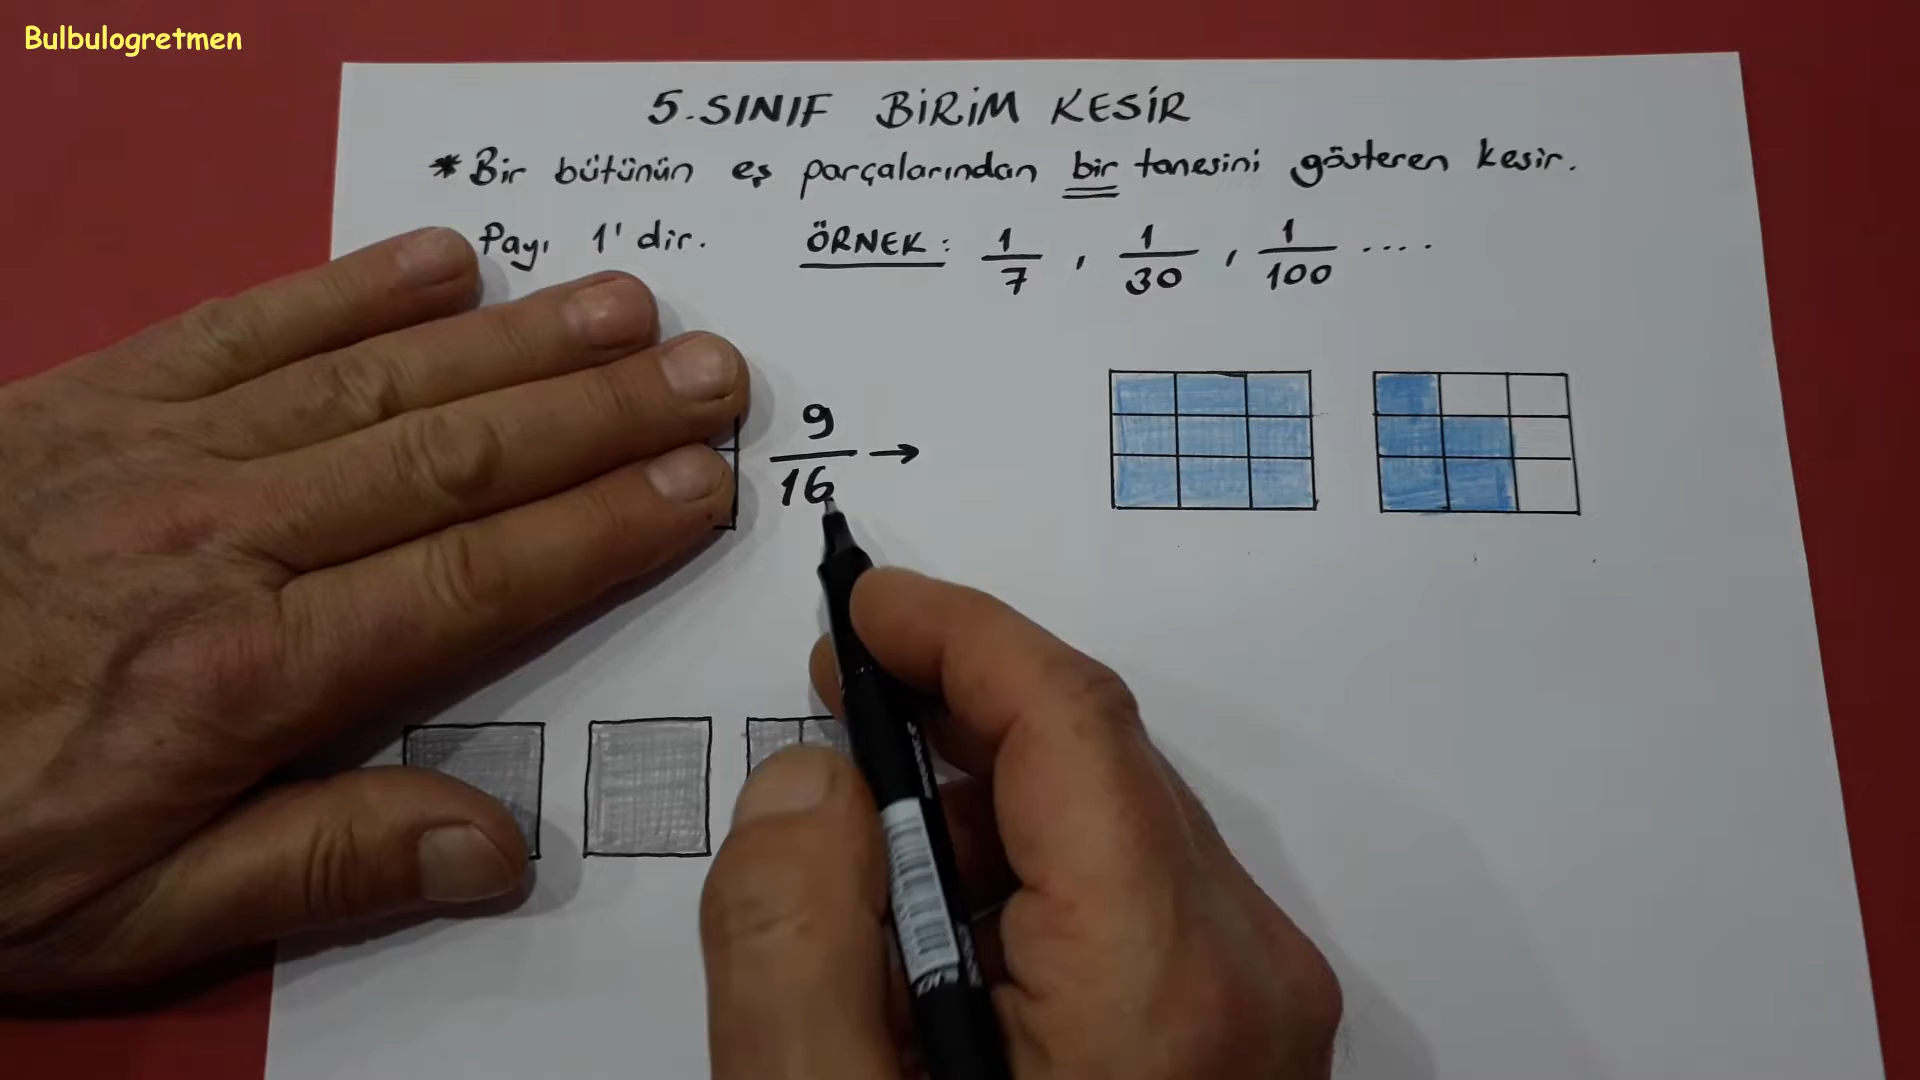 Bulbulogretmen
5.SINIF BİRİM KESİR
* Bir bütünün eş parçalarından bir tanesini gösteren kesir.
Payı 1'dir. ÖRNEK: 1/7, 1/30, 1/100 ....
9/16 →